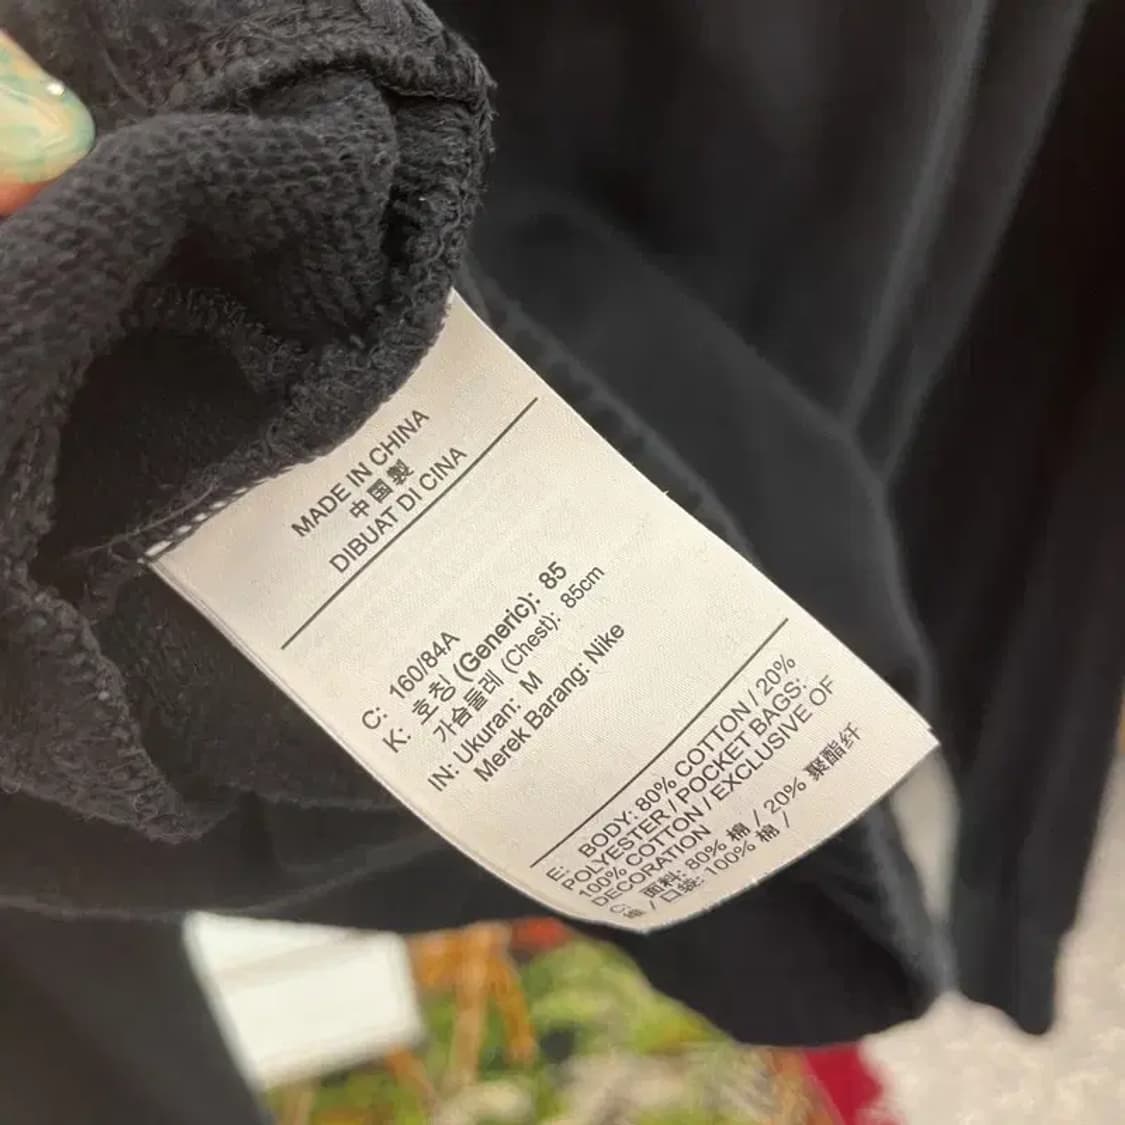 MADE IN CHINA
中国製
DIBUAT DI CINA
C: 160/84A
K: 호칭 (Generic): 85
가슴둘레 (Chest): 85cm
IN: Ukuran: M
Merek Barang: Nike
E: BODY: 80% COTTON / 20%
POLYESTER / POCKET BAGS:
100% COTTON / EXCLUSIVE OF
DECORATION
C: 面料: 80% 棉 / 20% 聚酯纤
維 / 口袋: 100% 棉 /